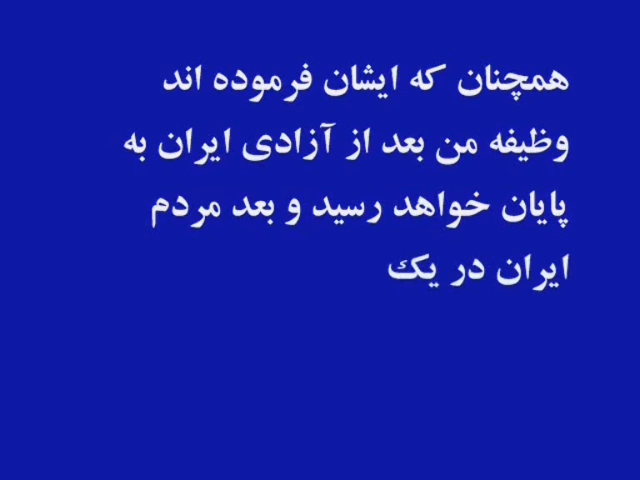 همچنان که ایشان فرموده اند
وظیفه من بعد از آزادی ایران به
پایان خواهد رسید و بعد مردم
ایران در یک